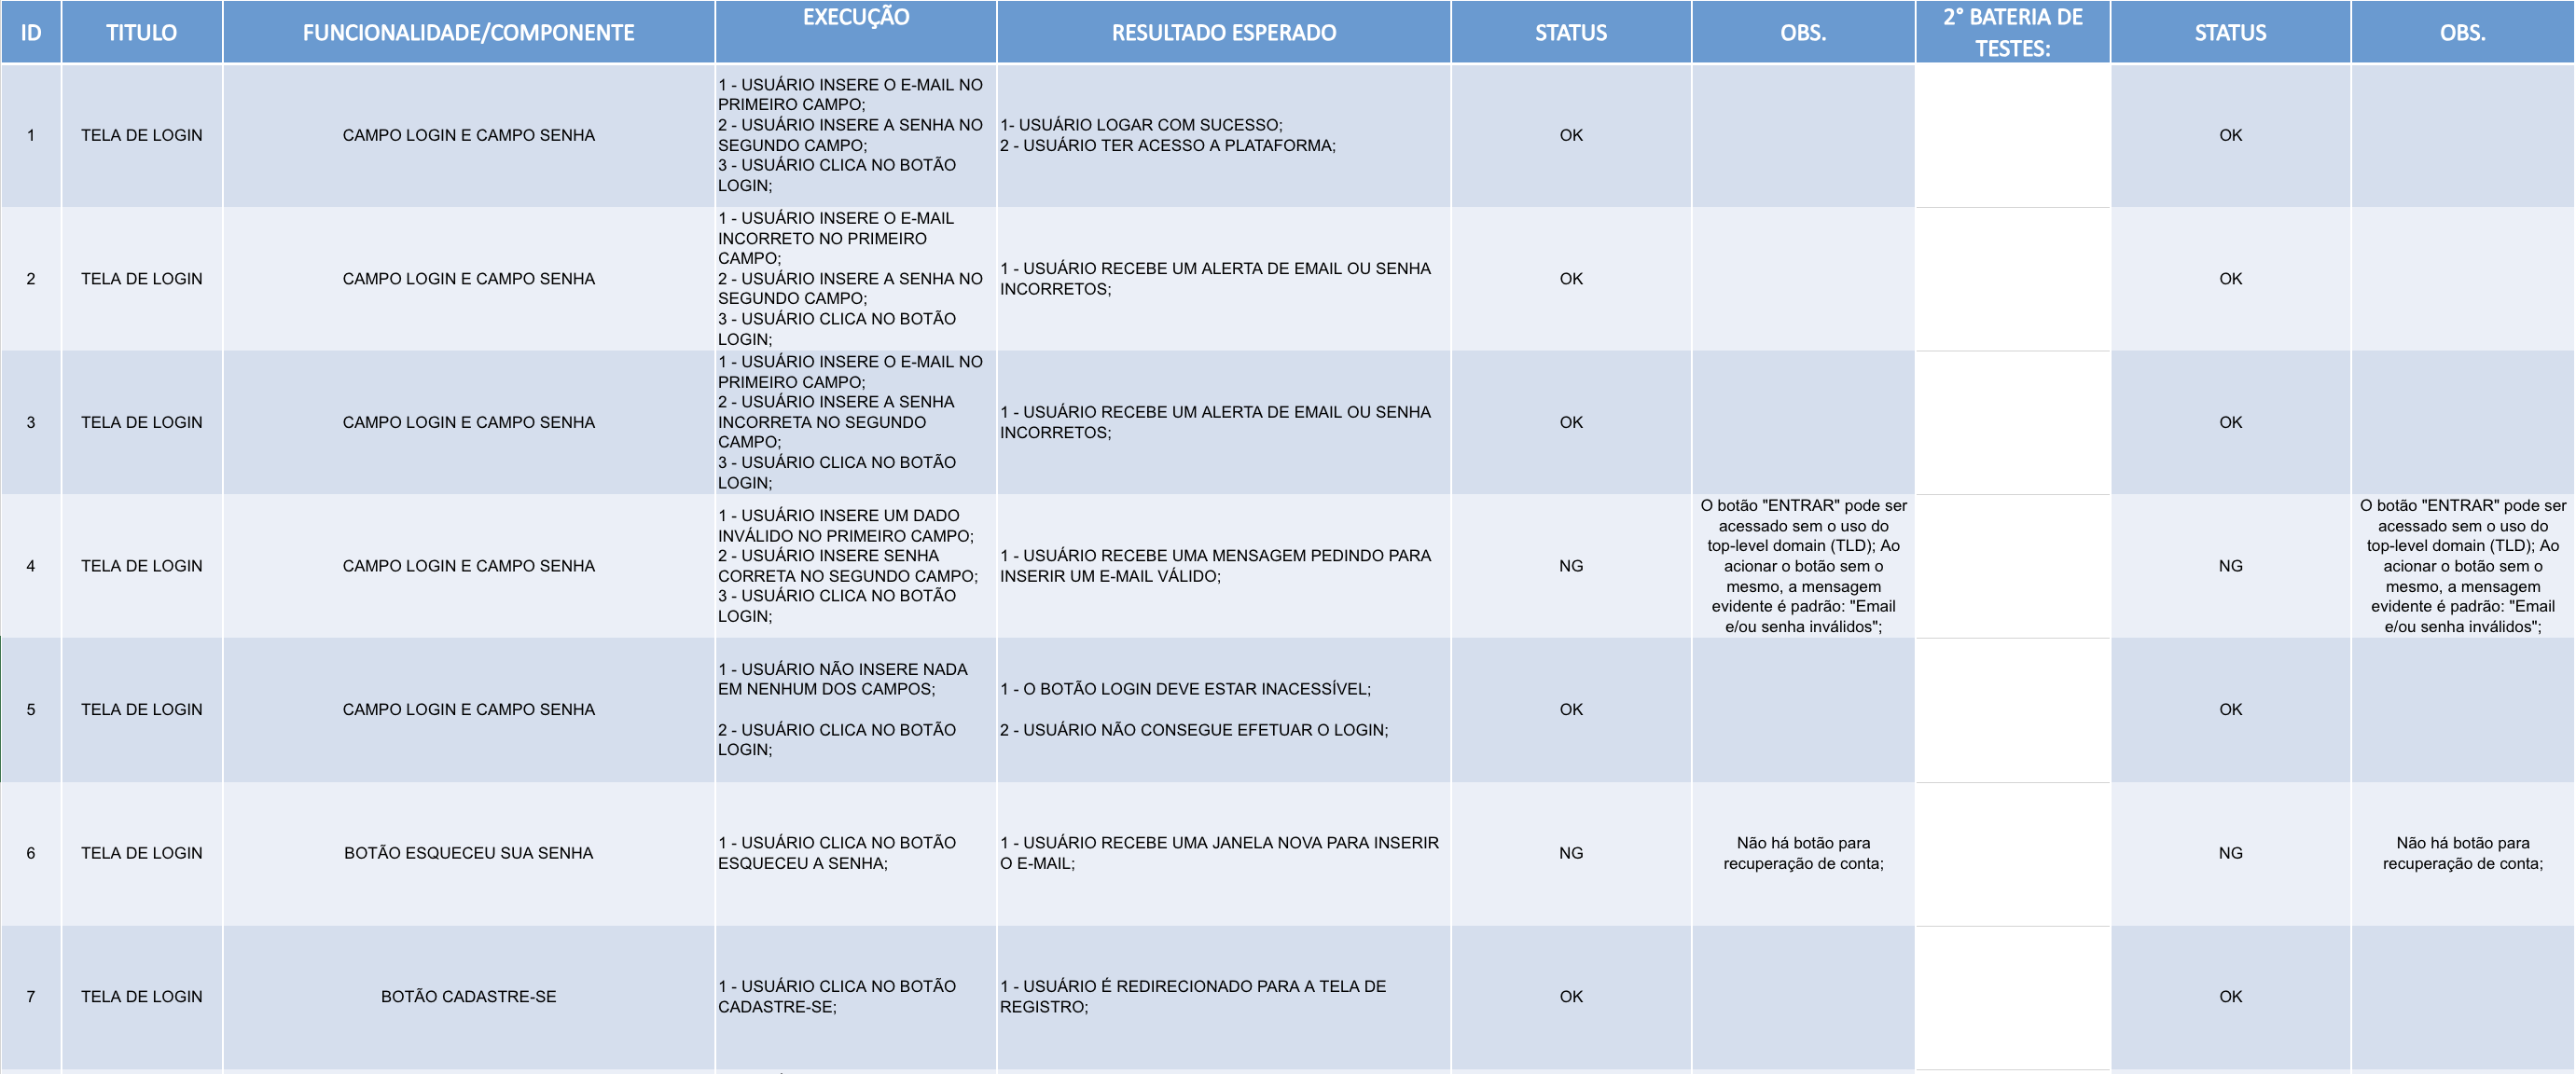 ID
TITULO
FUNCIONALIDADE/COMPONENTE
EXECUÇÃO
RESULTADO ESPERADO
STATUS
OBS.
2° BATERIA DE
TESTES:
STATUS
OBS.
1
TELA DE LOGIN
CAMPO LOGIN E CAMPO SENHA
1 - USUÁRIO INSERE O E-MAIL NO
PRIMEIRO CAMPO;
2 - USUÁRIO INSERE A SENHA NO
SEGUNDO CAMPO;
3 - USUÁRIO CLICA NO BOTÃO
LOGIN;
1- USUÁRIO LOGAR COM SUCESSO;
2 - USUÁRIO TER ACESSO A PLATAFORMA;
OK
OK
2
TELA DE LOGIN
CAMPO LOGIN E CAMPO SENHA
1 - USUÁRIO INSERE O E-MAIL
INCORRETO NO PRIMEIRO
CAMPO;
2 - USUÁRIO INSERE A SENHA NO
SEGUNDO CAMPO;
3 - USUÁRIO CLICA NO BOTÃO
LOGIN;
1 - USUÁRIO RECEBE UM ALERTA DE EMAIL OU SENHA
INCORRETOS;
OK
OK
3
TELA DE LOGIN
CAMPO LOGIN E CAMPO SENHA
1 - USUÁRIO INSERE O E-MAIL NO
PRIMEIRO CAMPO;
2 - USUÁRIO INSERE A SENHA
INCORRETA NO SEGUNDO
CAMPO;
3 - USUÁRIO CLICA NO BOTÃO
LOGIN;
1 - USUÁRIO RECEBE UM ALERTA DE EMAIL OU SENHA
INCORRETOS;
OK
OK
4
TELA DE LOGIN
CAMPO LOGIN E CAMPO SENHA
1 - USUÁRIO INSERE UM DADO
INVÁLIDO NO PRIMEIRO CAMPO;
2 - USUÁRIO INSERE SENHA
CORRETA NO SEGUNDO CAMPO;
3 - USUÁRIO CLICA NO BOTÃO
LOGIN;
1 - USUÁRIO RECEBE UMA MENSAGEM PEDINDO PARA
INSERIR UM E-MAIL VÁLIDO;
NG
O botão "ENTRAR" pode ser
acessado sem o uso do
top-level domain (TLD); Ao
acionar o botão sem o
mesmo, a mensagem
evidente é padrão: "Email
e/ou senha inválidos";
NG
O botão "ENTRAR" pode ser
acessado sem o uso do
top-level domain (TLD); Ao
acionar o botão sem o
mesmo, a mensagem
evidente é padrão: "Email
e/ou senha inválidos";
5
TELA DE LOGIN
CAMPO LOGIN E CAMPO SENHA
1 - USUÁRIO NÃO INSERE NADA
EM NENHUM DOS CAMPOS;
2 - USUÁRIO CLICA NO BOTÃO
LOGIN;
1 - O BOTÃO LOGIN DEVE ESTAR INACESSÍVEL;
2 - USUÁRIO NÃO CONSEGUE EFETUAR O LOGIN;
OK
OK
6
TELA DE LOGIN
BOTÃO ESQUECEU SUA SENHA
1 - USUÁRIO CLICA NO BOTÃO
ESQUECEU A SENHA;
1 - USUÁRIO RECEBE UMA JANELA NOVA PARA INSERIR
O E-MAIL;
NG
Não há botão para
recuperação de conta;
NG
Não há botão para
recuperação de conta;
7
TELA DE LOGIN
BOTÃO CADASTRE-SE
1 - USUÁRIO CLICA NO BOTÃO
CADASTRE-SE;
1 - USUÁRIO É REDIRECIONADO PARA A TELA DE
REGISTRO;
OK
OK